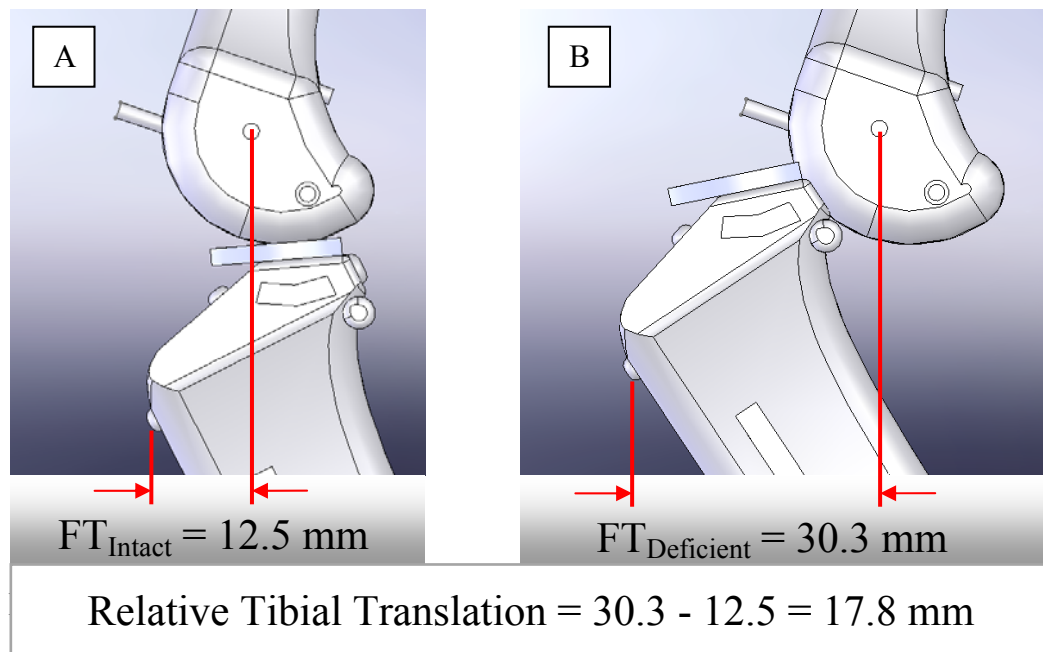 A
B
FTIntact = 12.5 mm
FTDeficient = 30.3 mm
Relative Tibial Translation = 30.3 - 12.5 = 17.8 mm